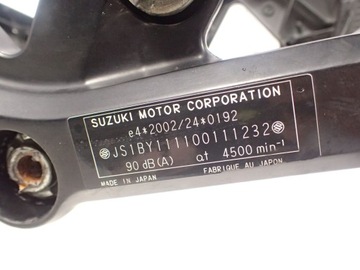 SUZUKI MOTOR CORPORATION
e4*2002/24*0192
JS1BY111100111232
90 dB(A) at 4500 min-1
MADE IN JAPAN FABRIQUE AU JAPON